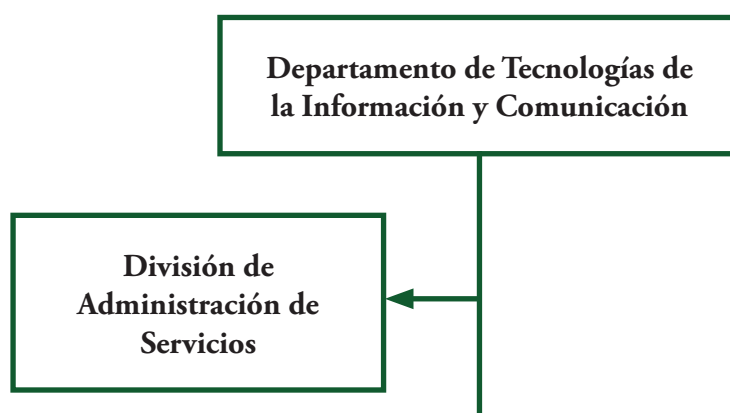 Departamento de Tecnologías de
la Información y Comunicación
División de
Administración de
Servicios